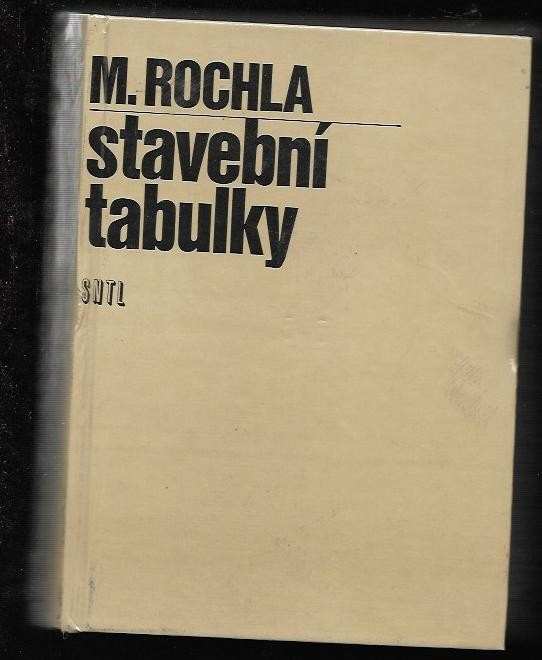 M. ROCHLA
stavební
tabulky
SNTL